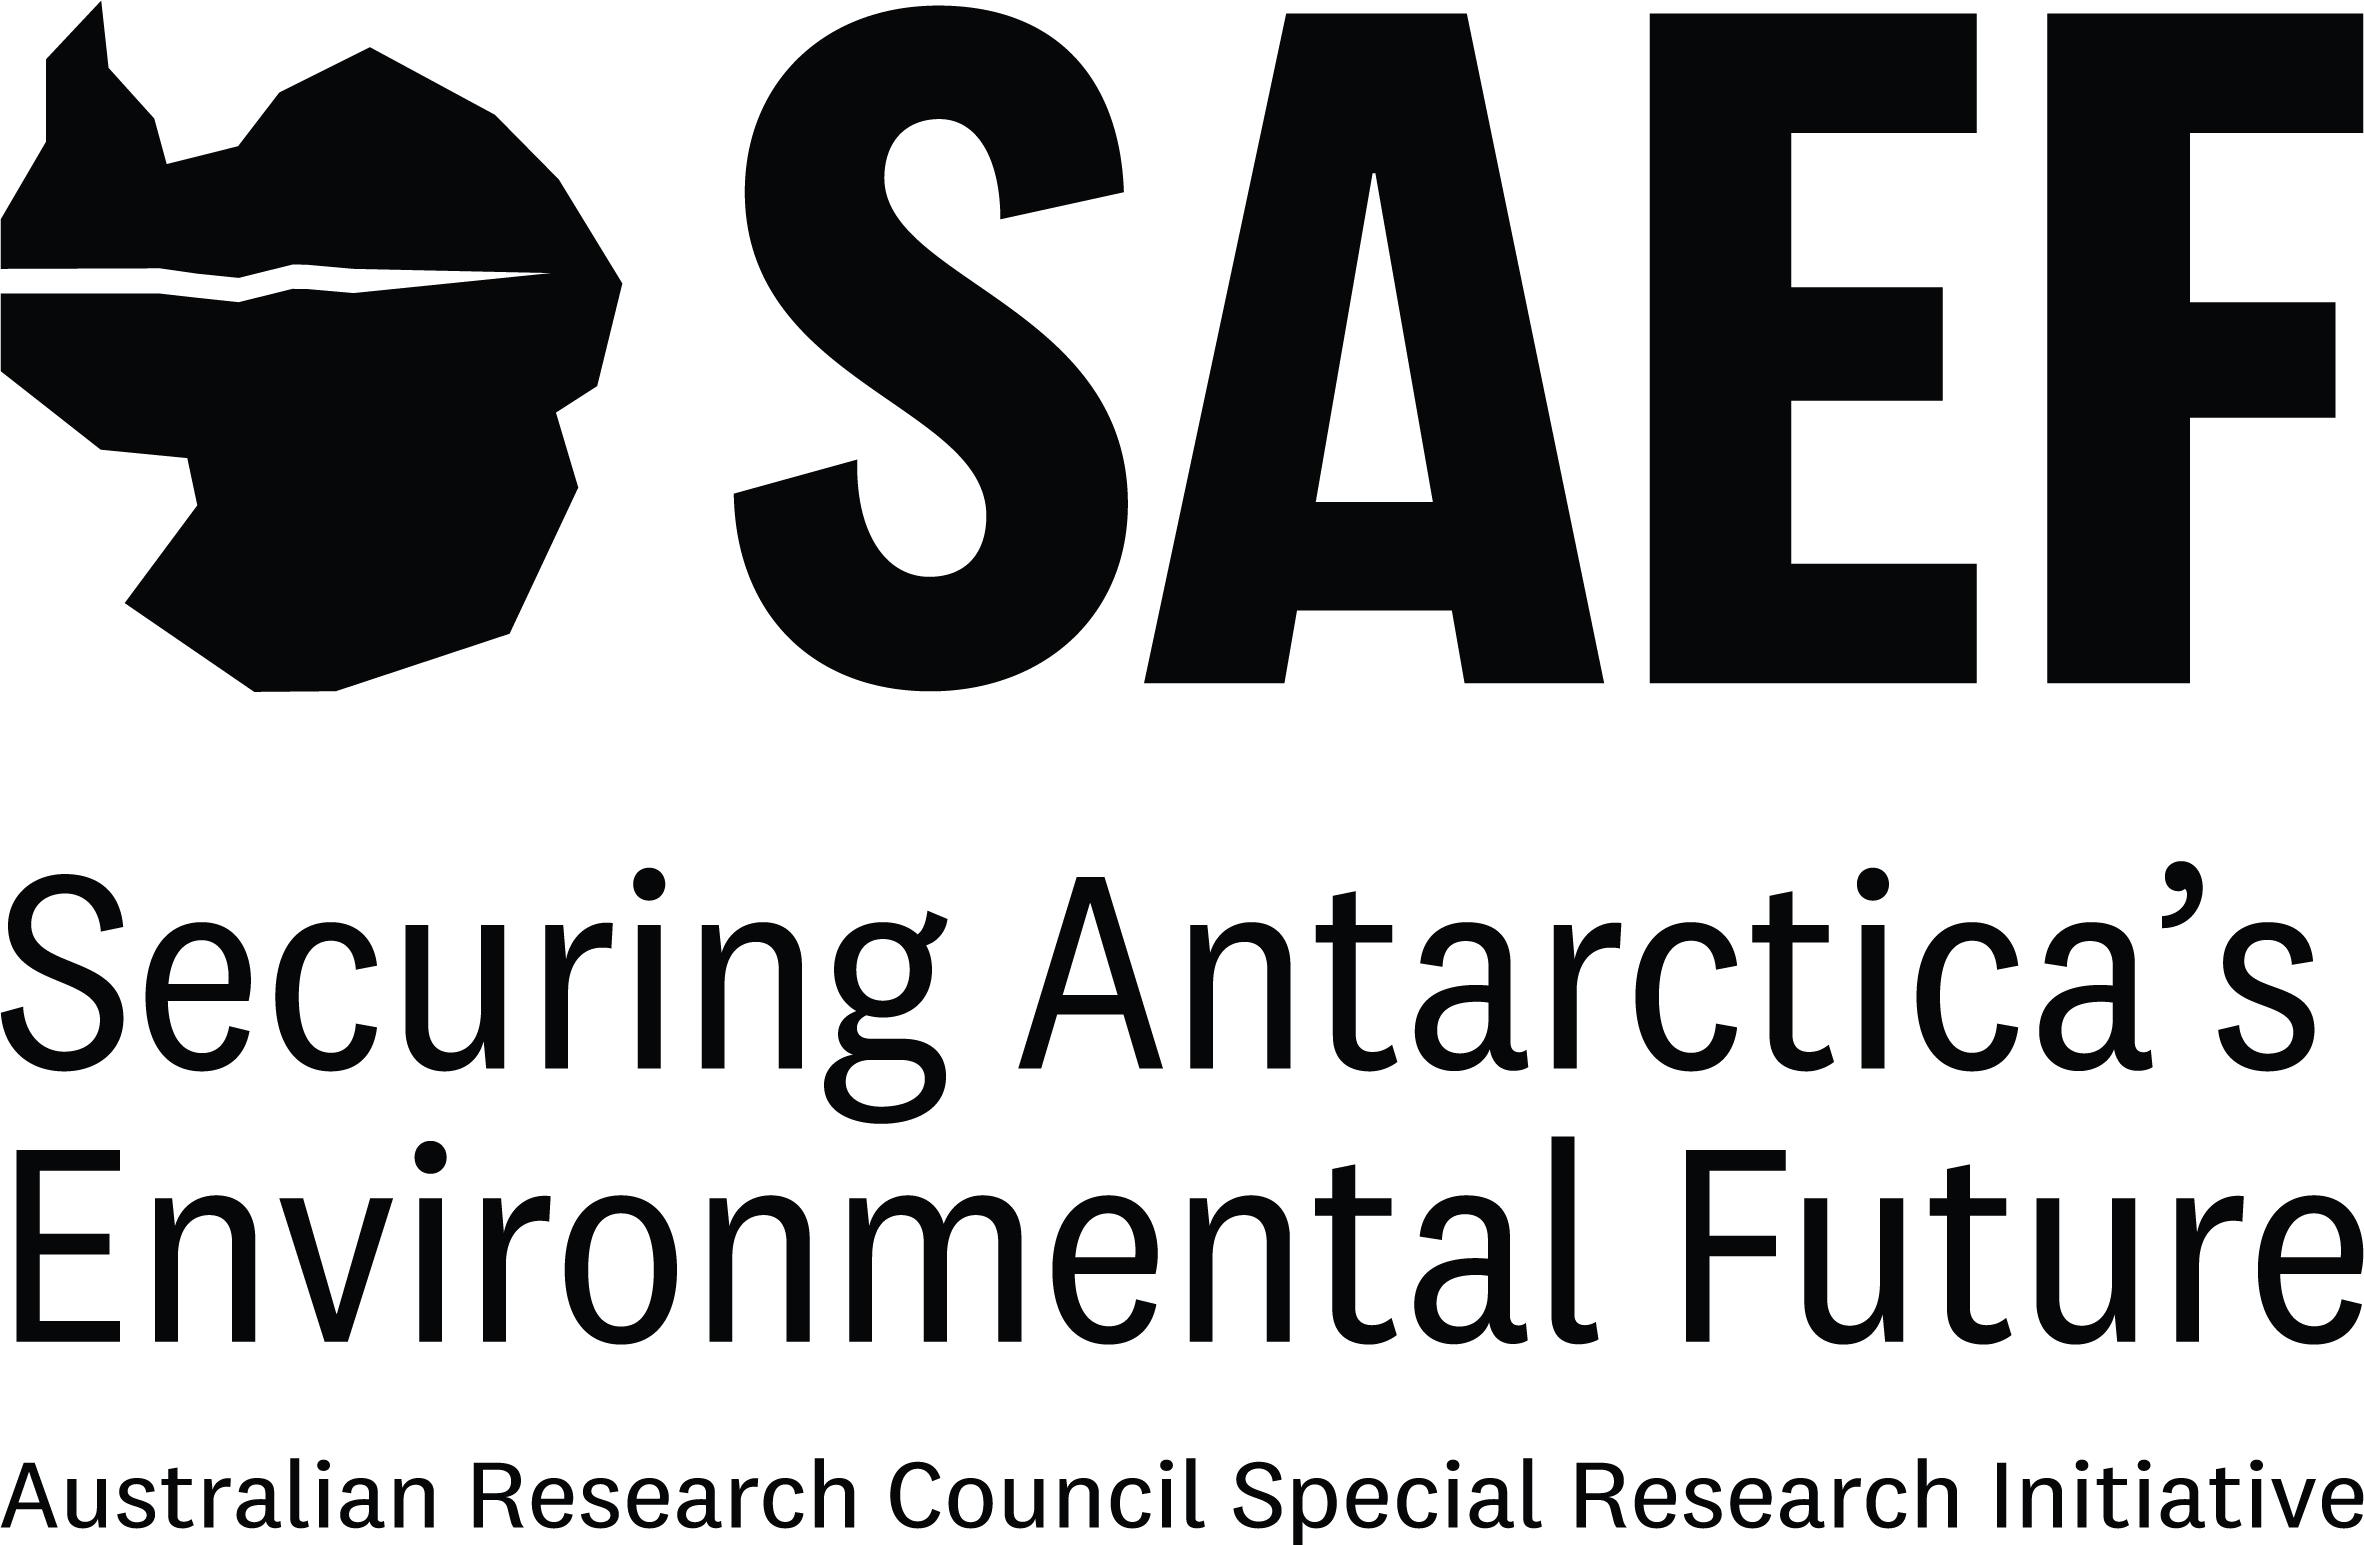 SAEF
Securing Antarctica’s
Environmental Future
Australian Research Council Special Research Initiative